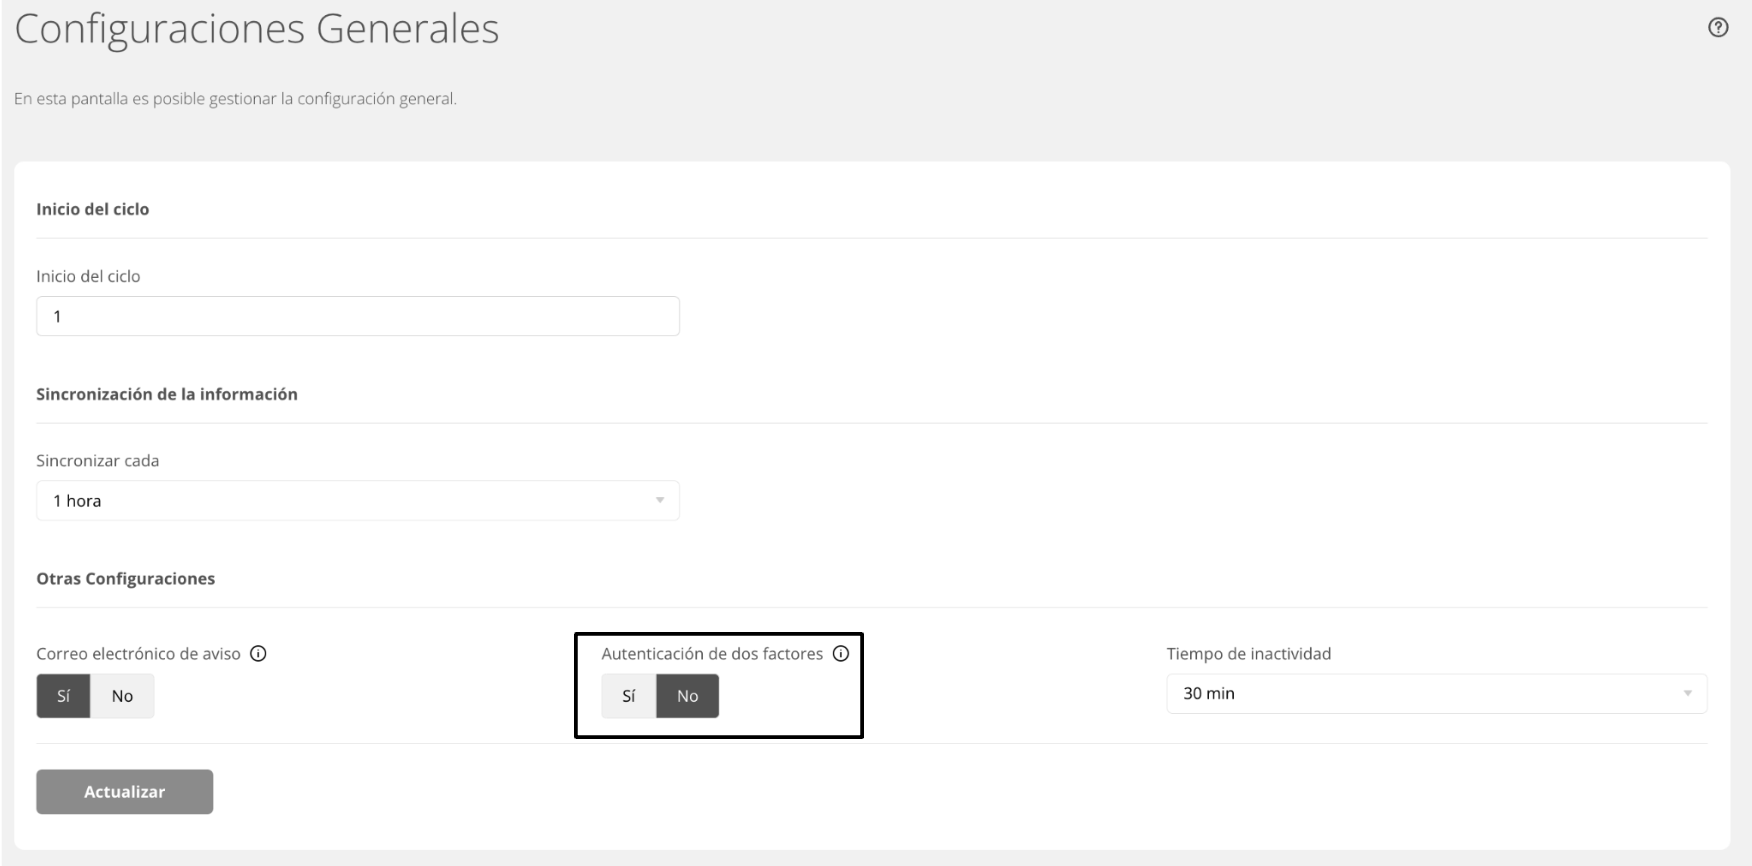 Configuraciones Generales
En esta pantalla es posible gestionar la configuración general.
Inicio del ciclo
Inicio del ciclo
1
Sincronización de la información
Sincronizar cada
1 hora
Otras Configuraciones
Correo electrónico de aviso
Sí No
Autenticación de dos factores
Sí No
Tiempo de inactividad
30 min
Actualizar